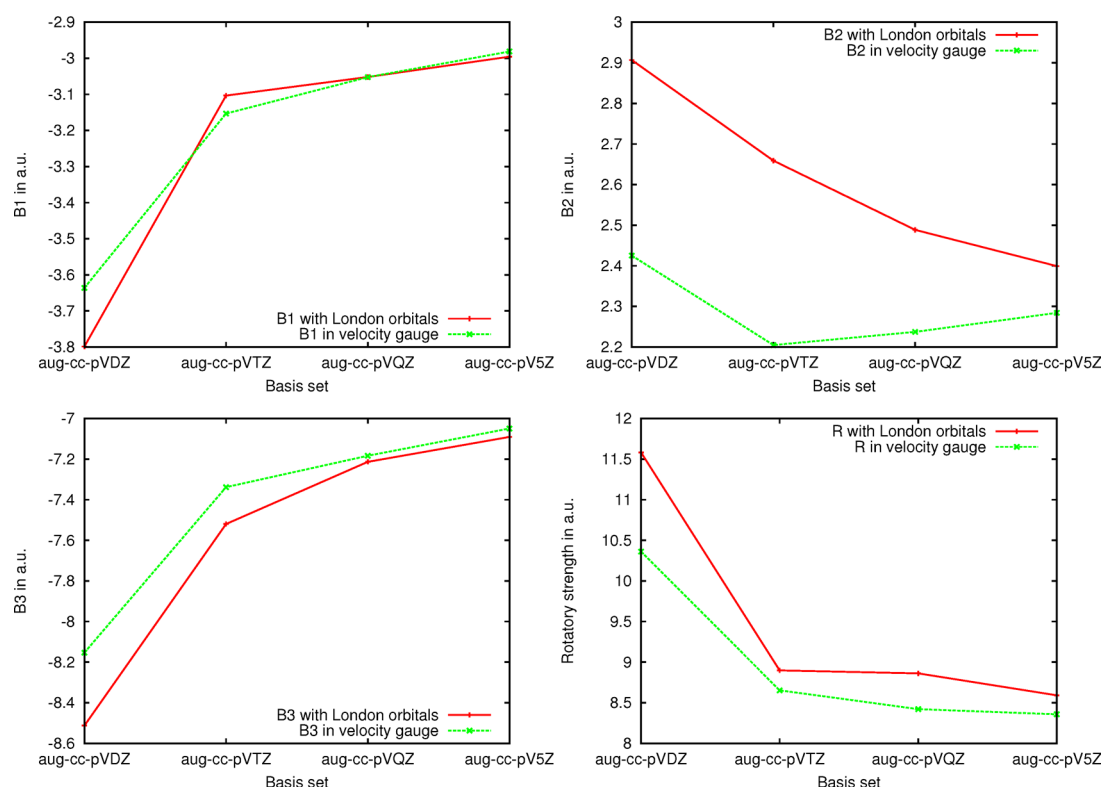 -2.9
-3
-3.1
-3.2
-3.3
-3.4
-3.5
-3.6
-3.7
-3.8
B1 in a.u.
B1 with London orbitals
B1 in velocity gauge
aug-cc-pVDZ aug-cc-pVTZ aug-cc-pVQZ aug-cc-pV5Z
Basis set
3
2.9
2.8
2.7
2.6
2.5
2.4
2.3
2.2
B2 in a.u.
B2 with London orbitals
B2 in velocity gauge
aug-cc-pVDZ aug-cc-pVTZ aug-cc-pVQZ aug-cc-pV5Z
Basis set
-7
-7.2
-7.4
-7.6
-7.8
-8
-8.2
-8.4
-8.6
B3 in a.u.
B3 with London orbitals
B3 in velocity gauge
aug-cc-pVDZ aug-cc-pVTZ aug-cc-pVQZ aug-cc-pV5Z
Basis set
12
11.5
11
10.5
10
9.5
9
8.5
8
Rotatory strength in a.u.
R with London orbitals
R in velocity gauge
aug-cc-pVDZ aug-cc-pVTZ aug-cc-pVQZ aug-cc-pV5Z
Basis set